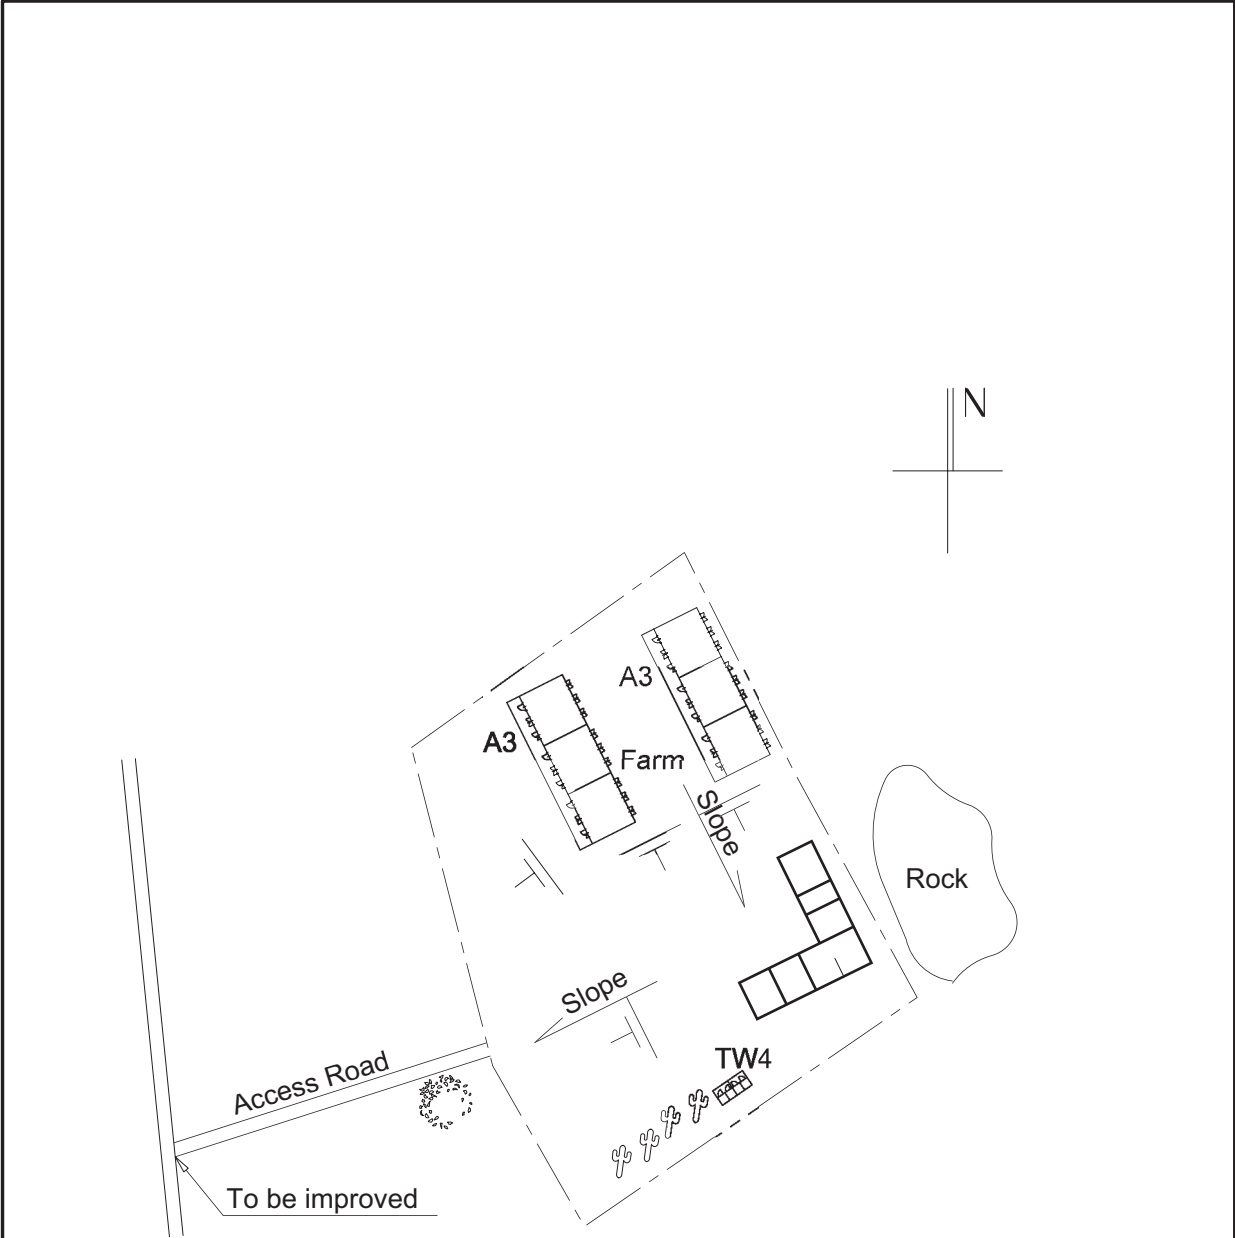 N
A3
A3
Farm
Slope
Rock
Slope
TW4
Access Road
To be improved